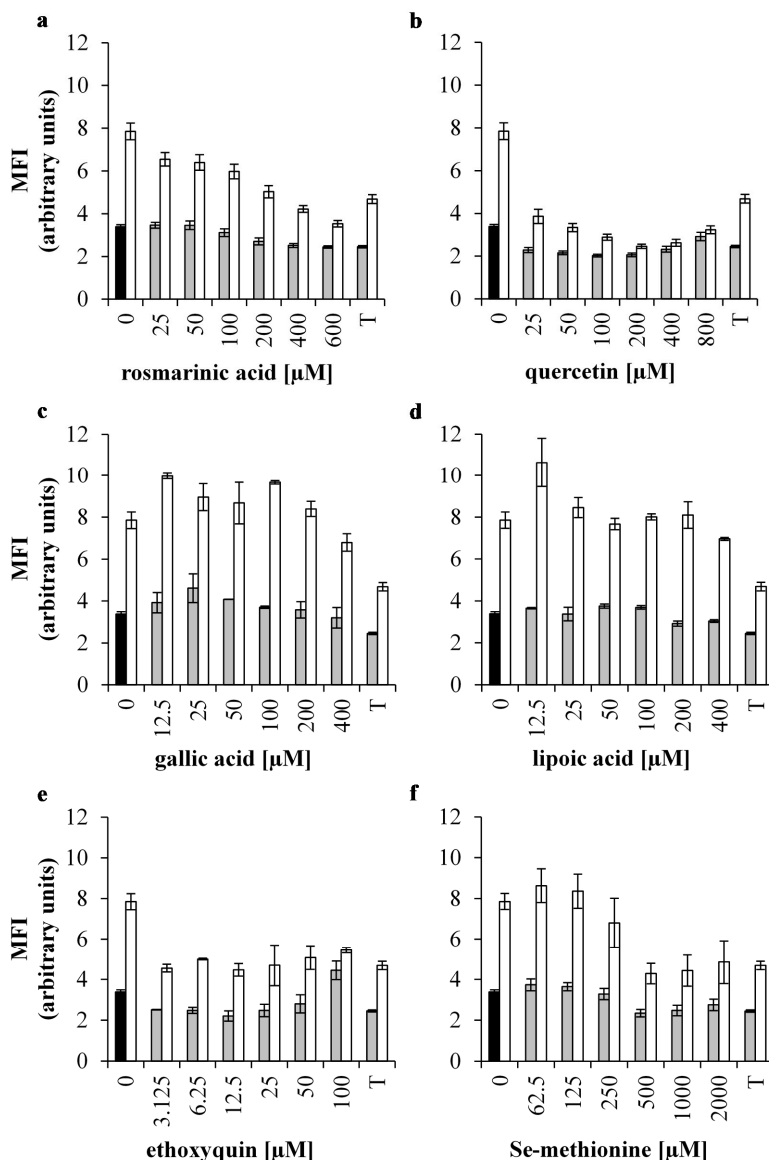 a
12
10
8
6
4
2
0
MFI
(arbitrary units)
0 25 50 100 200 400 600 T
rosmarinic acid [µM]
b
12
10
8
6
4
2
0
0 25 50 100 200 400 800 T
quercetin [µM]
c
12
10
8
6
4
2
0
MFI
(arbitrary units)
0 12.5 25 50 100 200 400 T
gallic acid [µM]
d
12
10
8
6
4
2
0
0 12.5 25 50 100 200 400 T
lipoic acid [µM]
e
12
10
8
6
4
2
0
MFI
(arbitrary units)
0 3.125 6.25 12.5 25 50 100 T
ethoxyquin [µM]
f
12
10
8
6
4
2
0
0 62.5 125 250 500 1000 2000 T
Se-methionine [µM]